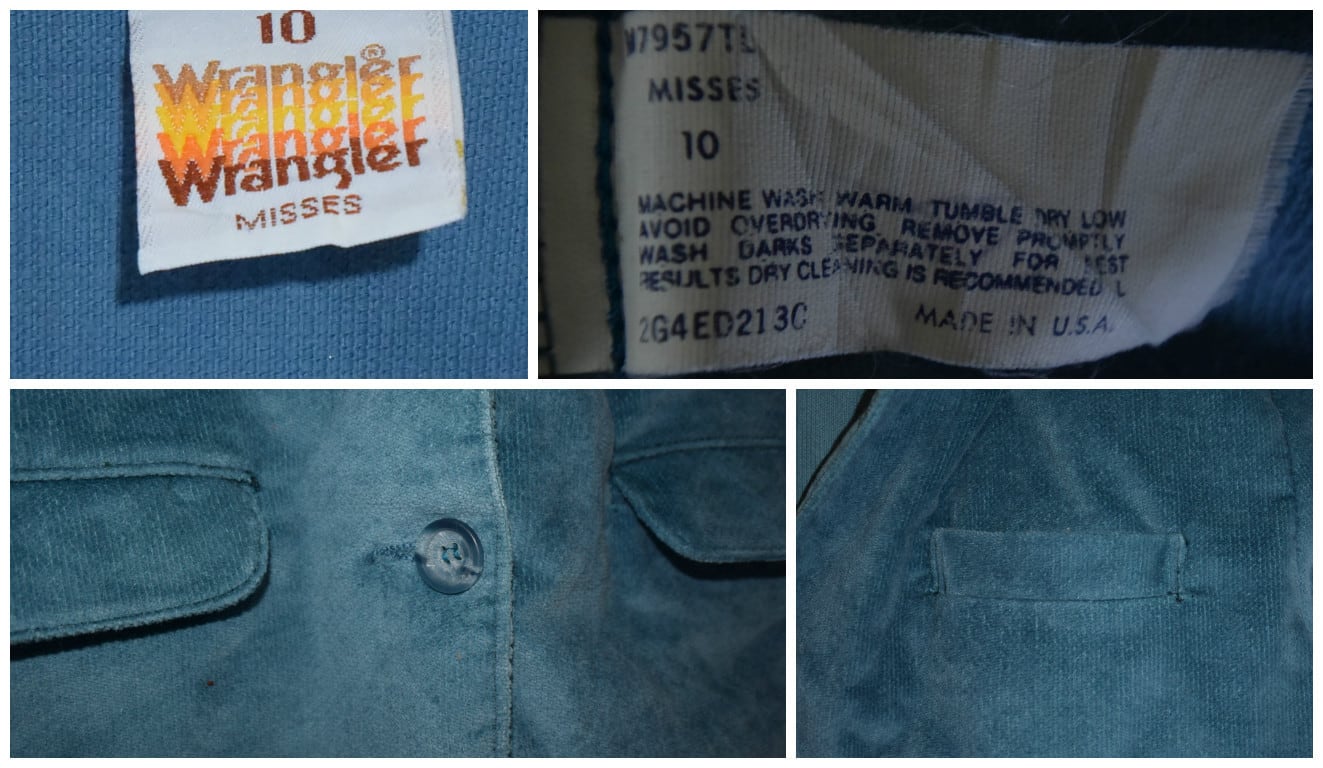 10
Wrangler®
Wrangler
Wrangler
Wrangler
MISSES
W7957TL
MISSES
10
MACHINE WASH WARM TUMBLE DRY LOW
AVOID OVERDRYING REMOVE PROMPTLY
WASH DARKS SEPARATELY FOR BEST
RESULTS DRY CLEANING IS RECOMMENDED L
2G4ED213C
MADE IN U.S.A.